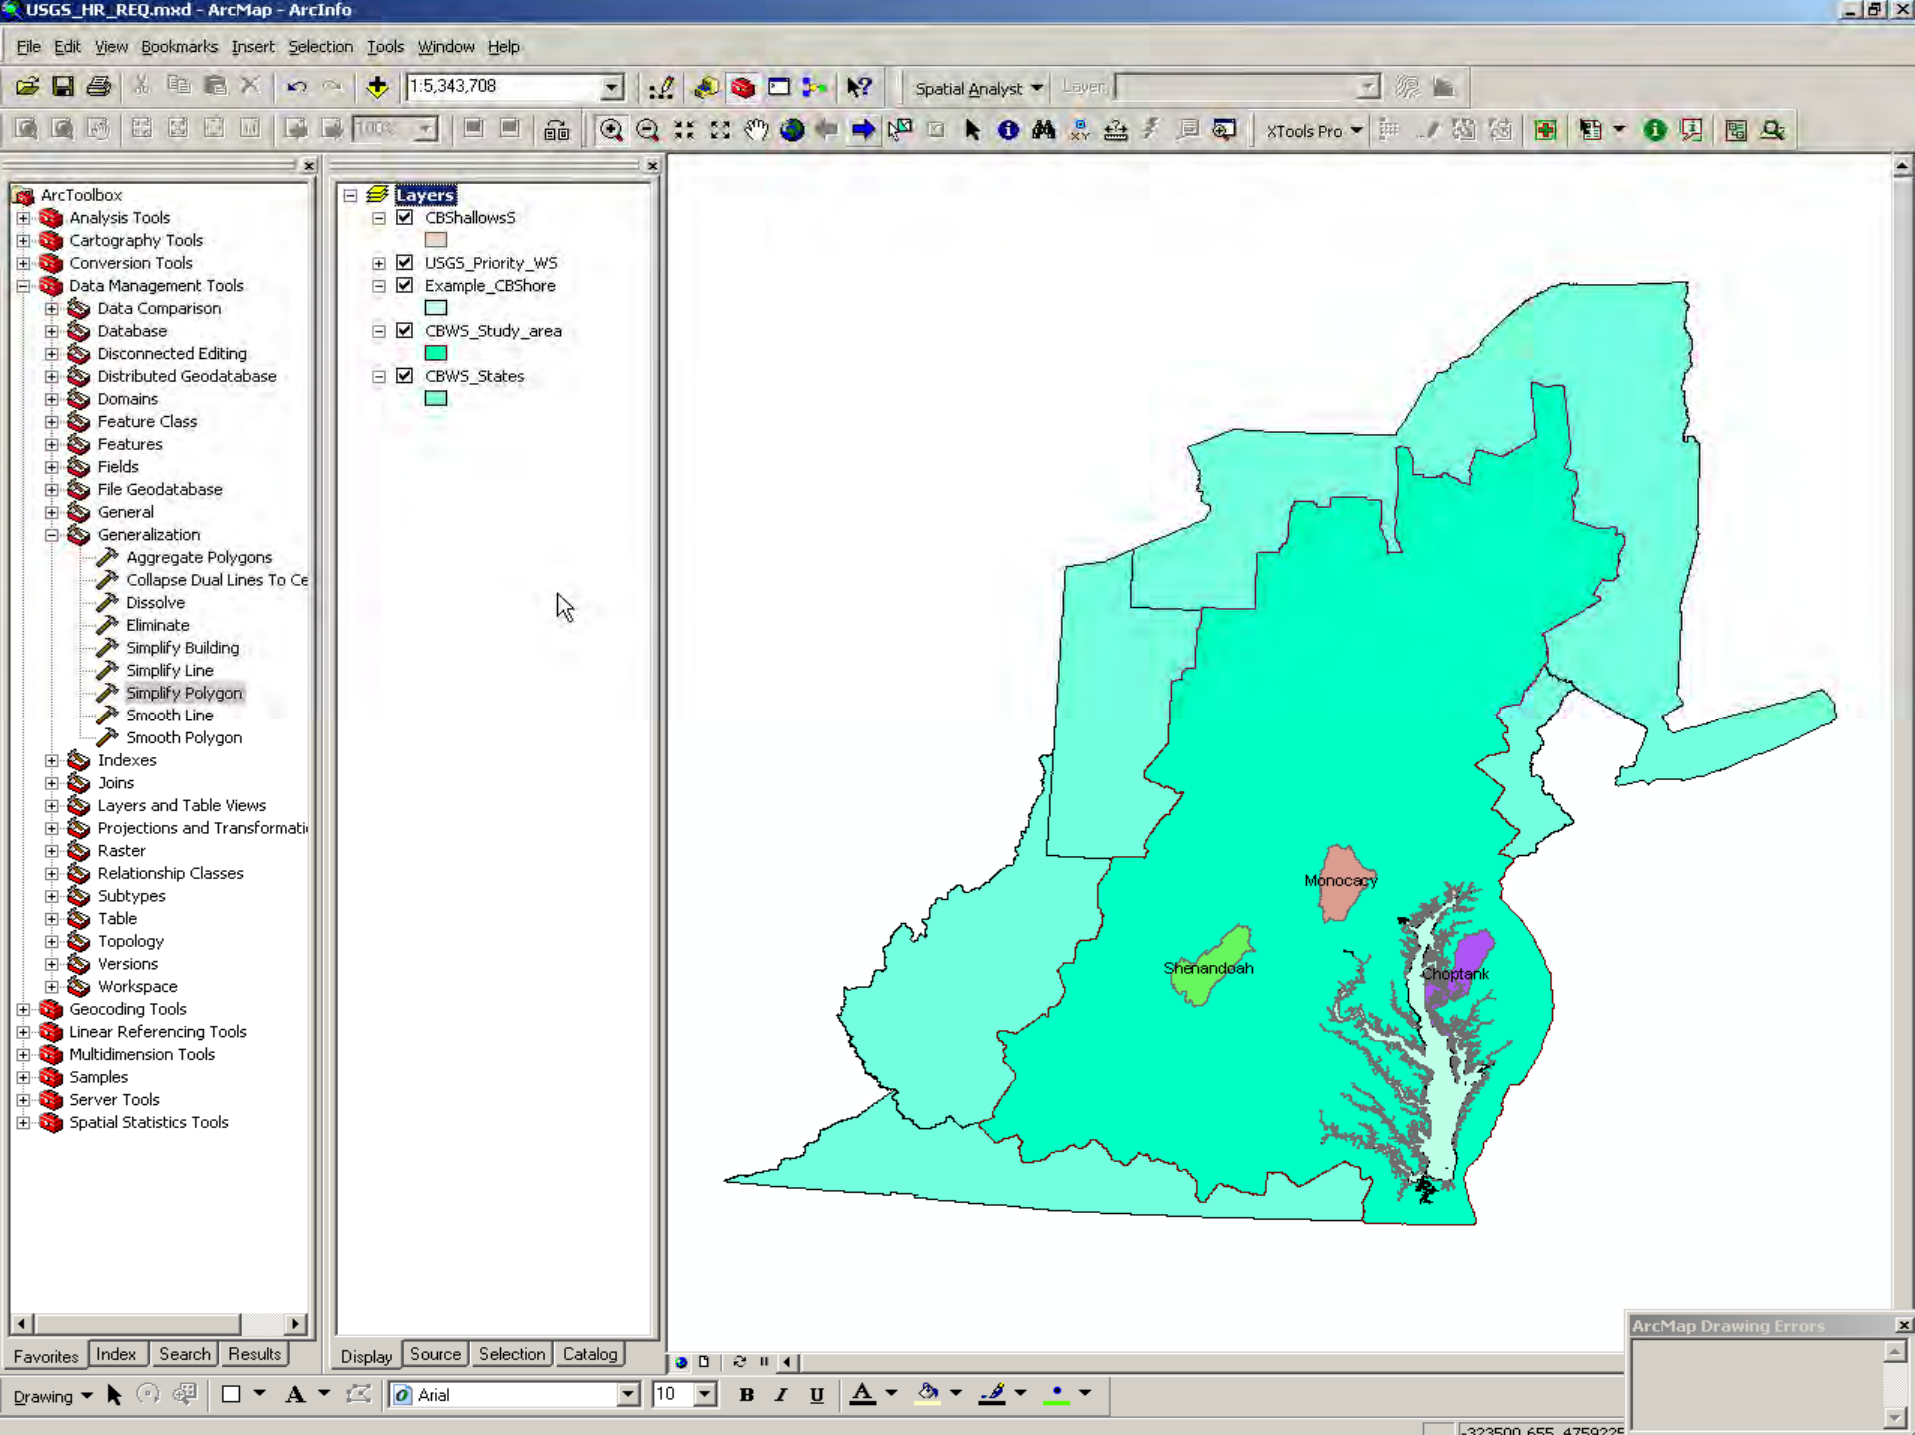 USGS_HR_REQ.mxd - ArcMap - ArcInfo
File Edit View Bookmarks Insert Selection Tools Window Help
1:5,343,708
Spatial Analyst
Layer:
100%
XTools Pro
ArcToolbox
Analysis Tools
Cartography Tools
Conversion Tools
Data Management Tools
Data Comparison
Database
Disconnected Editing
Distributed Geodatabase
Domains
Feature Class
Features
Fields
File Geodatabase
General
Generalization
Aggregate Polygons
Collapse Dual Lines To Ce
Dissolve
Eliminate
Simplify Building
Simplify Line
Simplify Polygon
Smooth Line
Smooth Polygon
Indexes
Joins
Layers and Table Views
Projections and Transformati
Raster
Relationship Classes
Subtypes
Table
Topology
Versions
Workspace
Geocoding Tools
Linear Referencing Tools
Multidimension Tools
Samples
Server Tools
Spatial Statistics Tools
Favorites Index Search Results
Layers
CBShallowsS
USGS_Priority_WS
Example_CBShore
CBWS_Study_area
CBWS_States
Display Source Selection Catalog
Monocacy
Shenandoah
Choptank
ArcMap Drawing Errors
Drawing
A
Arial
10
B I U A
-323500.655 4759225